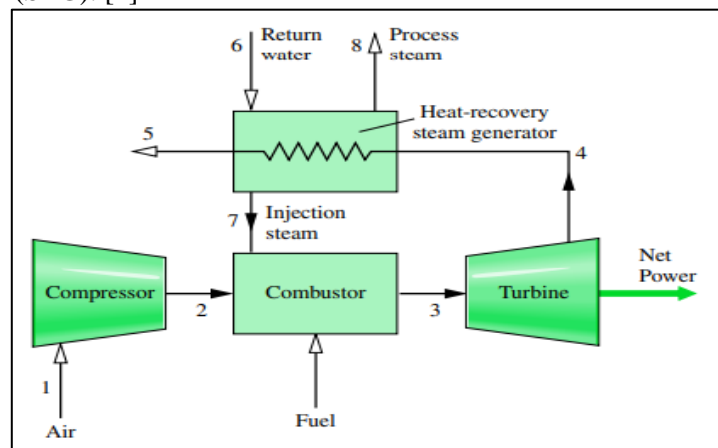 6
Return
water
8
Process
steam
Heat-recovery
steam generator
5
4
7
Injection
steam
Net
Power
Compressor
2
Combustor
3
Turbine
1
Air
Fuel